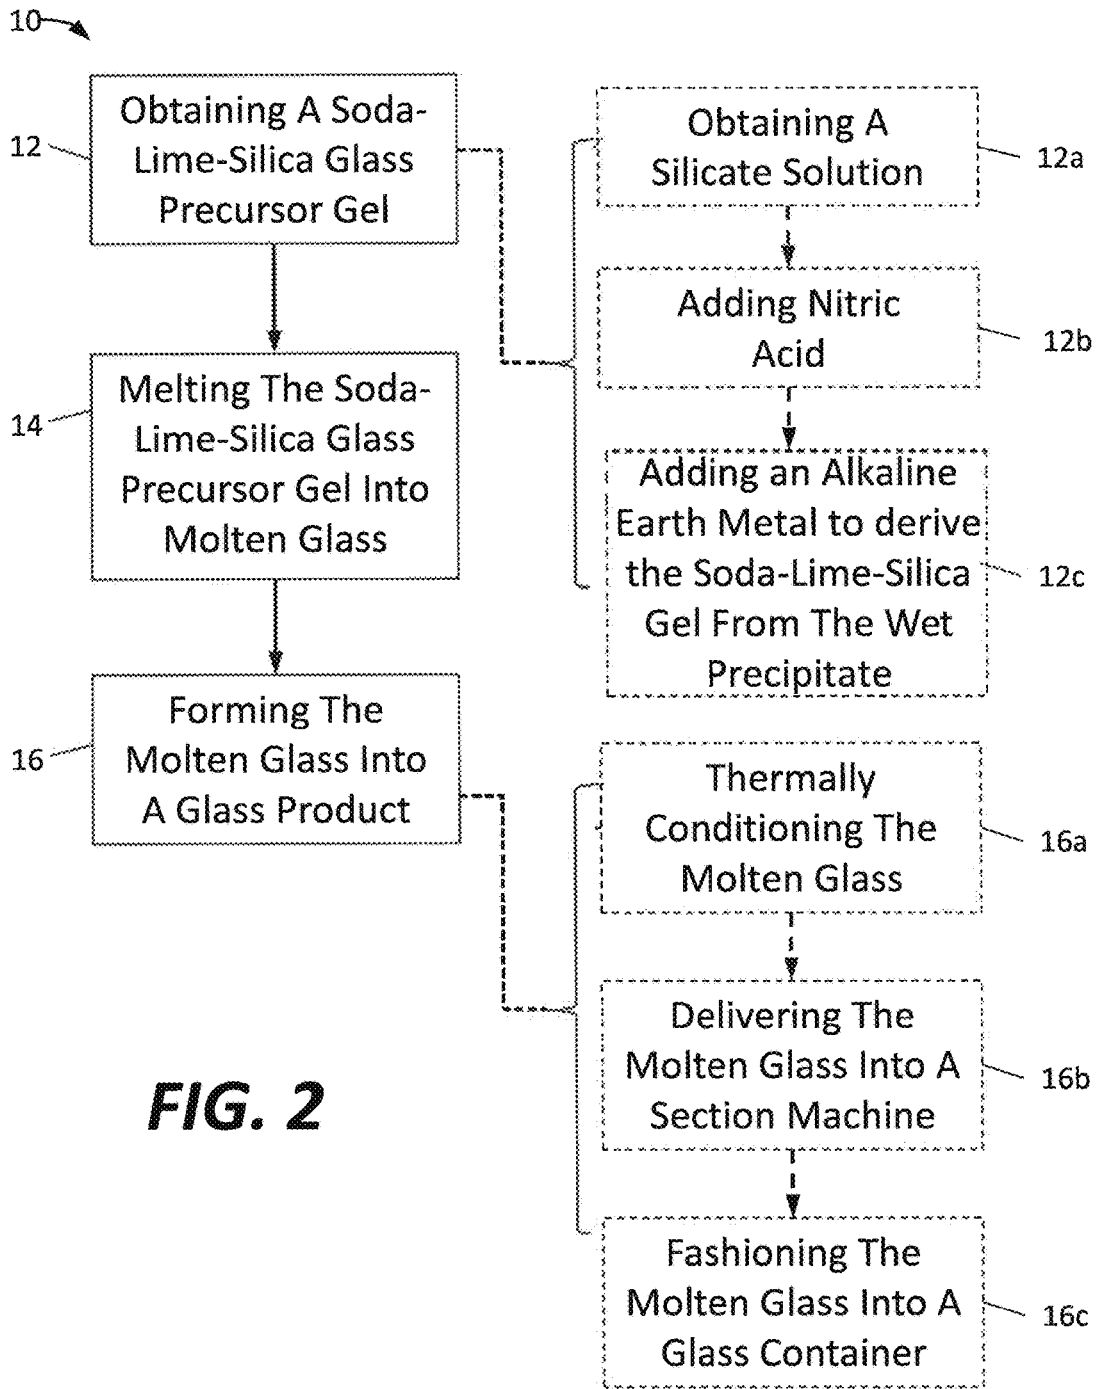 10
12
Obtaining A Soda-
Lime-Silica Glass
Precursor Gel
14
Melting The Soda-
Lime-Silica Glass
Precursor Gel Into
Molten Glass
16
Forming The
Molten Glass Into
A Glass Product
Obtaining A
Silicate Solution
12a
Adding Nitric
Acid
12b
Adding an Alkaline
Earth Metal to derive
the Soda-Lime-Silica
Gel From The Wet
Precipitate
12c
Thermally
Conditioning The
Molten Glass
16a
Delivering The
Molten Glass Into A
Section Machine
16b
Fashioning The
Molten Glass Into A
Glass Container
16c
FIG. 2